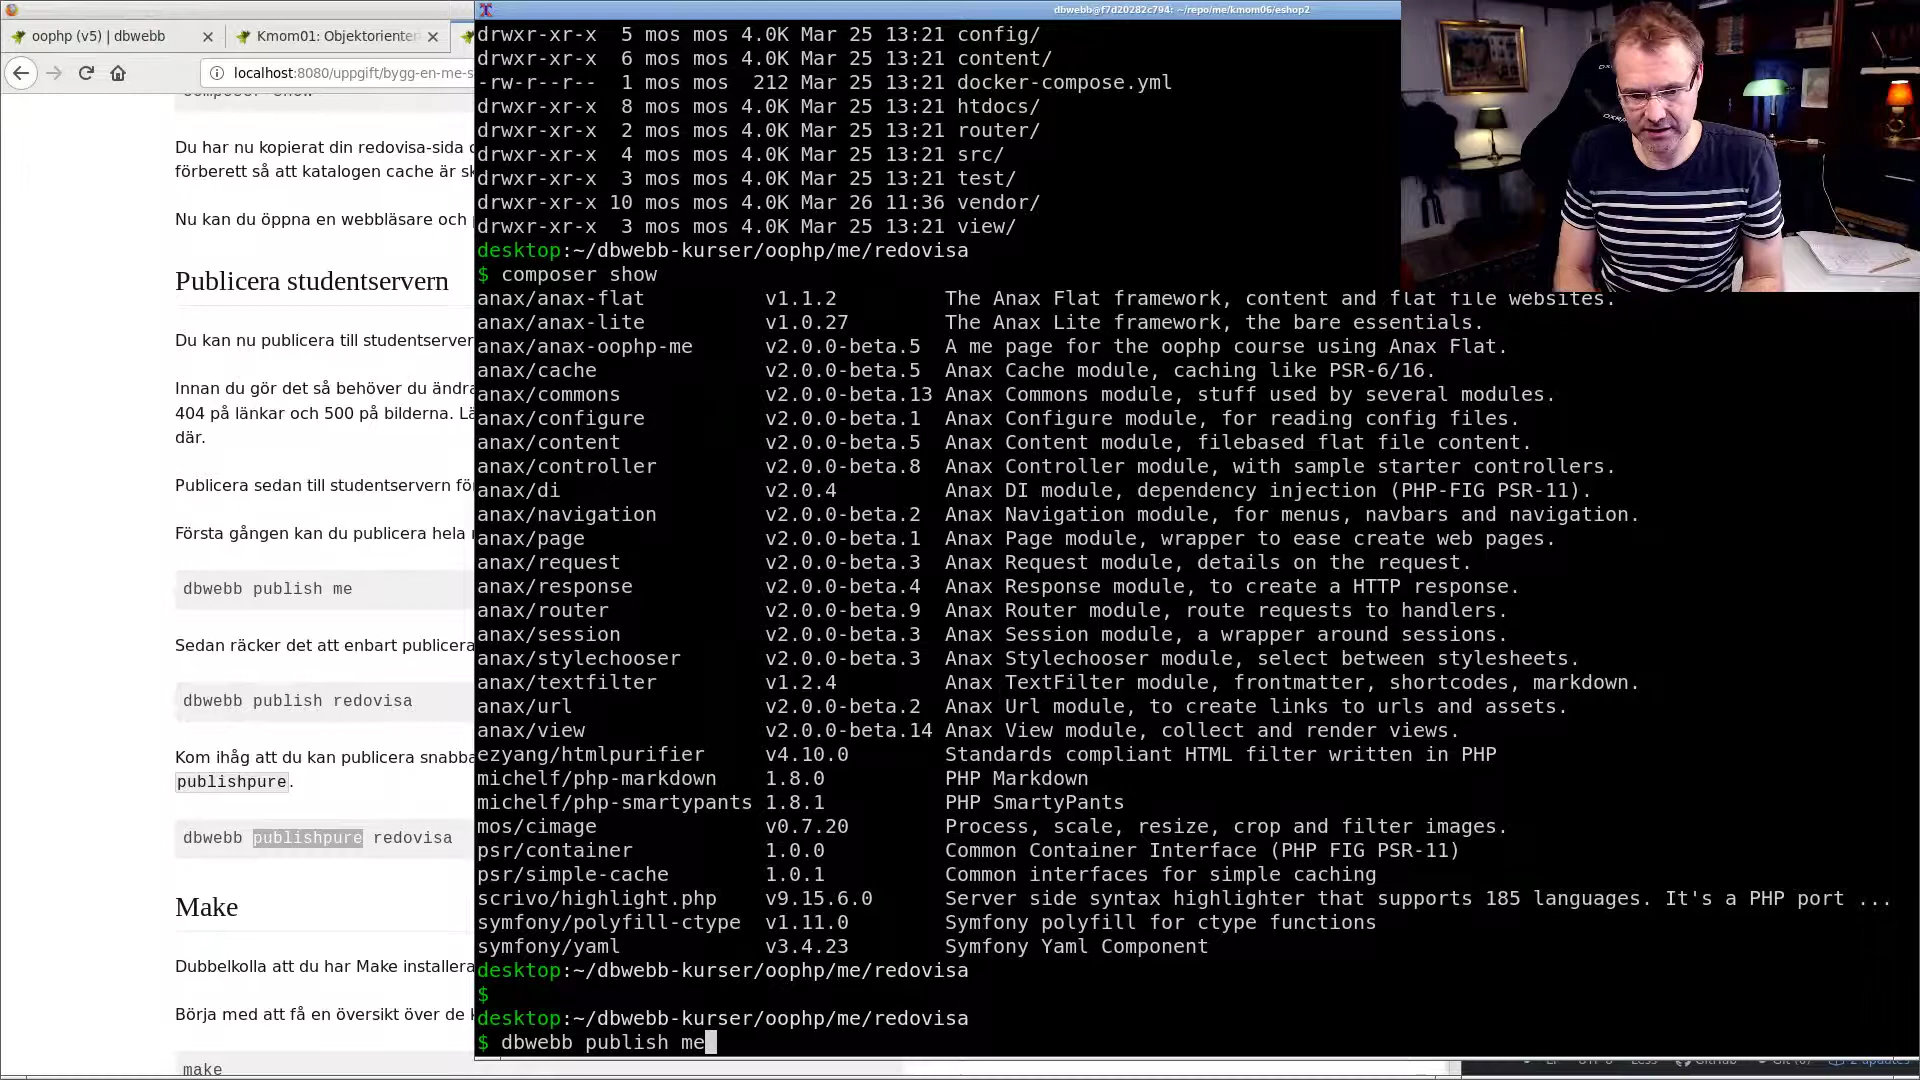 oophp (v5) | dbwebb
Kmom01: Objektorienter
localhost:8080/uppgift/bygg-en-me-s
composer show
Du har nu kopierat din redovisa-sida
förberett så att katalogen cache är
Nu kan du öppna en webbläsare och
Publicera studentservern
Du kan nu publicera till studentserver
Innan du gör det så behöver du ändra
404 på länkar och 500 på bilderna.
där.
Publicera sedan till studentservern
Första gången kan du publicera hela
dbwebb publish me
Sedan räcker det att enbart publicera
dbwebb publish redovisa
Kom ihåg att du kan publicera snabba
publishpure.
dbwebb publishpure redovisa
Make
Dubbelkolla att du har Make installera
Börja med att få en översikt över de
make
dbwebb@f7d20282c794: ~/repo/me/kmom06/eshop2
drwxr-xr-x  5 mos mos 4.0K Mar 25 13:21 config/
drwxr-xr-x  6 mos mos 4.0K Mar 25 13:21 content/
-rw-r--r--  1 mos mos  212 Mar 25 13:21 docker-compose.yml
drwxr-xr-x  8 mos mos 4.0K Mar 25 13:21 htdocs/
drwxr-xr-x  2 mos mos 4.0K Mar 25 13:21 router/
drwxr-xr-x  4 mos mos 4.0K Mar 25 13:21 src/
drwxr-xr-x  3 mos mos 4.0K Mar 25 13:21 test/
drwxr-xr-x 10 mos mos 4.0K Mar 26 11:36 vendor/
drwxr-xr-x  3 mos mos 4.0K Mar 25 13:21 view/
desktop:~/dbwebb-kurser/oophp/me/redovisa
$ composer show
anax/anax-flat v1.1.2 The Anax Flat framework, content and flat file websites.
anax/anax-lite v1.0.27 The Anax Lite framework, the bare essentials.
anax/anax-oophp-me v2.0.0-beta.5 A me page for the oophp course using Anax Flat.
anax/cache v2.0.0-beta.5 Anax Cache module, caching like PSR-6/16.
anax/commons v2.0.0-beta.13 Anax Commons module, stuff used by several modules.
anax/configure v2.0.0-beta.1 Anax Configure module, for reading config files.
anax/content v2.0.0-beta.5 Anax Content module, filebased flat file content.
anax/controller v2.0.0-beta.8 Anax Controller module, with sample starter controllers.
anax/di v2.0.4 Anax DI module, dependency injection (PHP-FIG PSR-11).
anax/navigation v2.0.0-beta.2 Anax Navigation module, for menus, navbars and navigation.
anax/page v2.0.0-beta.1 Anax Page module, wrapper to ease create web pages.
anax/request v2.0.0-beta.3 Anax Request module, details on the request.
anax/response v2.0.0-beta.4 Anax Response module, to create a HTTP response.
anax/router v2.0.0-beta.9 Anax Router module, route requests to handlers.
anax/session v2.0.0-beta.3 Anax Session module, a wrapper around sessions.
anax/stylechooser v2.0.0-beta.3 Anax Stylechooser module, select between stylesheets.
anax/textfilter v1.2.4 Anax TextFilter module, frontmatter, shortcodes, markdown.
anax/url v2.0.0-beta.2 Anax Url module, to create links to urls and assets.
anax/view v2.0.0-beta.14 Anax View module, collect and render views.
ezyang/htmlpurifier v4.10.0 Standards compliant HTML filter written in PHP
michelf/php-markdown 1.8.0 PHP Markdown
michelf/php-smartypants 1.8.1 PHP SmartyPants
mos/cimage v0.7.20 Process, scale, resize, crop and filter images.
psr/container 1.0.0 Common Container Interface (PHP FIG PSR-11)
psr/simple-cache 1.0.1 Common interfaces for simple caching
scrivo/highlight.php v9.15.6.0 Server side syntax highlighter that supports 185 languages. It's a PHP port ...
symfony/polyfill-ctype v1.11.0 Symfony polyfill for ctype functions
symfony/yaml v3.4.23 Symfony Yaml Component
desktop:~/dbwebb-kurser/oophp/me/redovisa
$
desktop:~/dbwebb-kurser/oophp/me/redovisa
$ dbwebb publish me